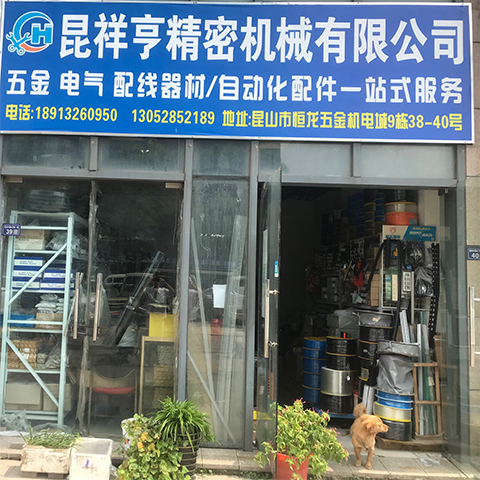 昆祥亨精密机械有限公司
五金 电气 配线器材/自动化配件一站式服务
电话:18913260950 13052852189 地址:昆山市恒龙五金机电城9栋38-40号
39
40